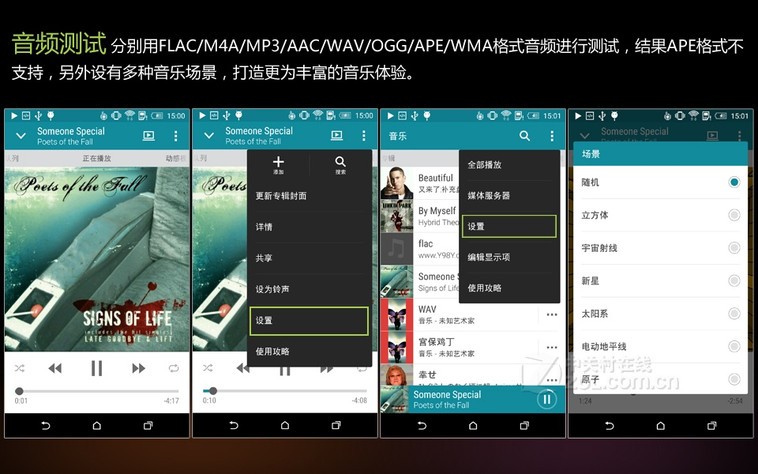 音频测试 分别用FLAC/M4A/MP3/AAC/WAV/OGG/APE/WMA格式音频进行测试，结果APE格式不
支持，另外设有多种音乐场景，打造更为丰富的音乐体验。
15:00
Someone Special
Poets of the Fall
队列
正在播放
动感
Poets of the Fall
SIGNS OF LIFE
includes the hit singles
LATE GOODBYE & LIFT
0:01
-4:17
15:00
Someone Special
Poets of the Fall
添加
搜索
更新专辑封面
详情
共享
设为铃声
设置
使用攻略
0:10
-4:08
15:01
音乐
全部播放
媒体服务器
设置
编辑显示项
使用攻略
Beautiful
又来了.补充
By Myself
Hybrid Theo
flac
www.Y98Y.
Someone S
Poets of the
WAV
音乐 - 未知艺术家
宫保鸡丁
音乐 - 未知艺术家
幸せ
Someone Special
Poets of the Fall
15:01
Someone Special
Poets of the Fall
场景
随机
立方体
宇宙射线
新星
太阳系
电动地平线
原子
1:24
-2:54
中关村在线
zol.com.cn